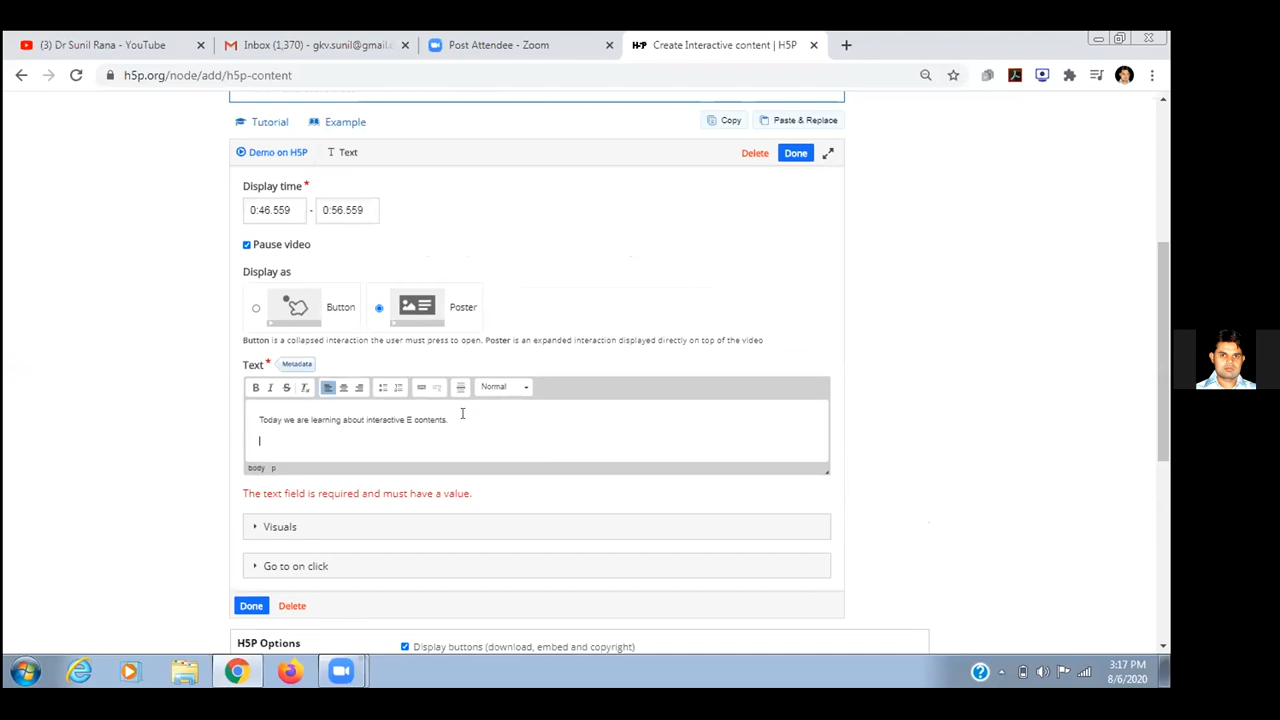 (3) Dr Sunil Rana - YouTube
Inbox (1,370) - gkv.sunil@gmail.
Post Attendee - Zoom
H-P Create Interactive content | H5P
h5p.org/node/add/h5p-content
Tutorial Example Copy Paste & Replace
Demo on H5P T Text Delete Done
Display time *
0:46.559 - 0:56.559
Pause video
Display as
Button Poster
Button is a collapsed interaction the user must press to open. Poster is an expanded interaction displayed directly on top of the video
Text * Metadata
B I S Tx Normal
Today we are learning about interactive E contents.
body p
The text field is required and must have a value.
Visuals
Go to on click
Done Delete
H5P Options Display buttons (download, embed and copyright)
3:17 PM
8/6/2020